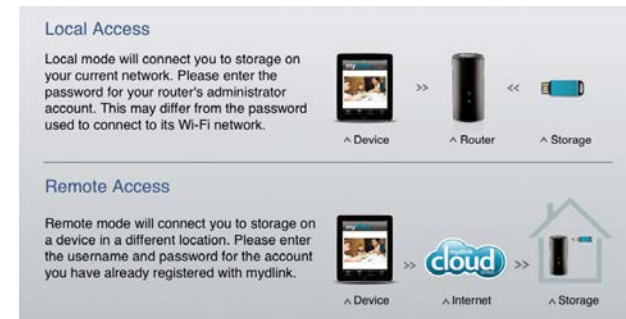 Local Access
Local mode will connect you to storage on
your current network. Please enter the
password for your router's administrator
account. This may differ from the password
used to connect to its Wi-Fi network.
>> <<
^ Device ^ Router ^ Storage
Remote Access
Remote mode will connect you to storage on
a device in a different location. Please enter
the username and password for the account
you have already registered with mydlink.
mydlink
cloud
>> >>
^ Device ^ Internet ^ Storage